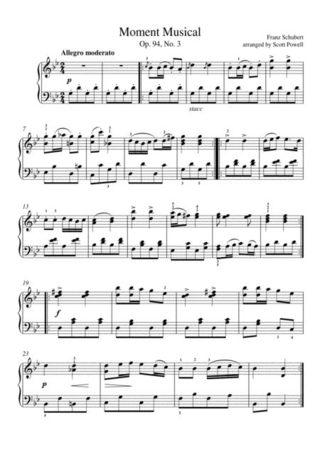 Moment Musical
Op. 94, No. 3
Franz Schubert
arranged by Scott Powell
Allegro moderato
p
stacc
7
13
19
f
23
pp